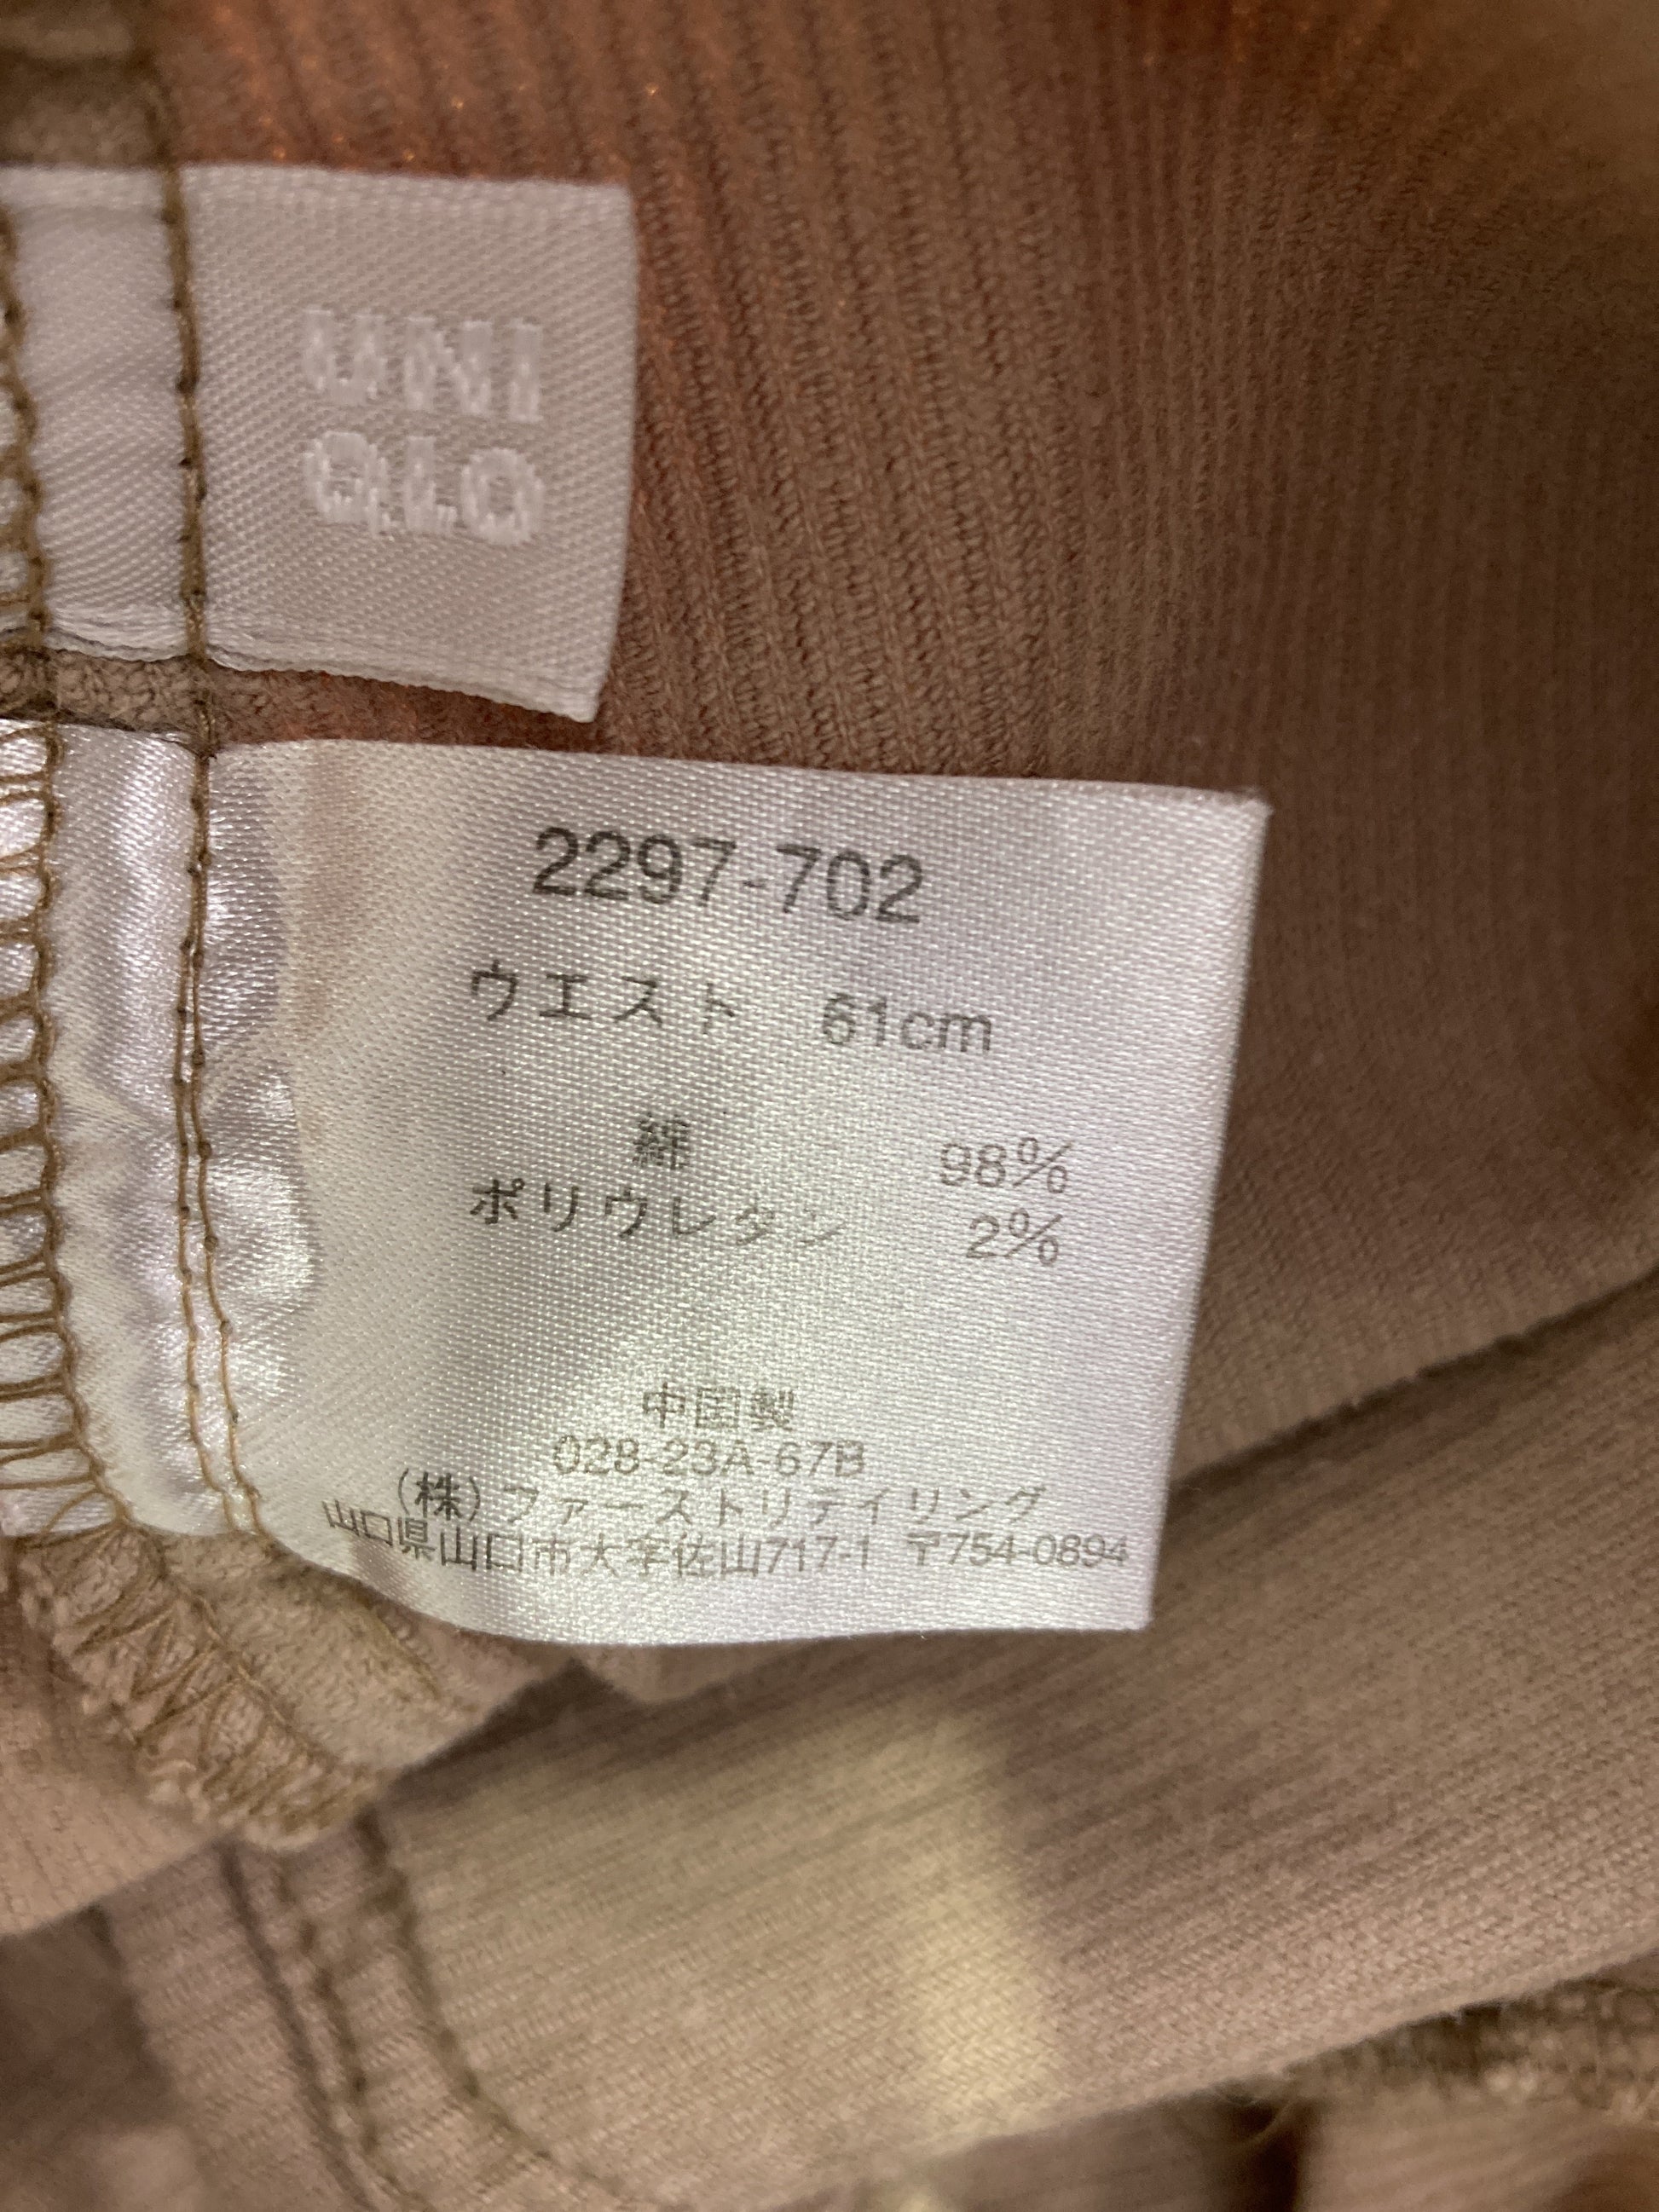 UNI
QLO
2297-702
ウエスト 61cm
綿 98%
ポリウレタン 2%
中国製
028-23A-67B
(株)ファーストリテイリング
山口県山口市大字佐山717-1 〒754-0894